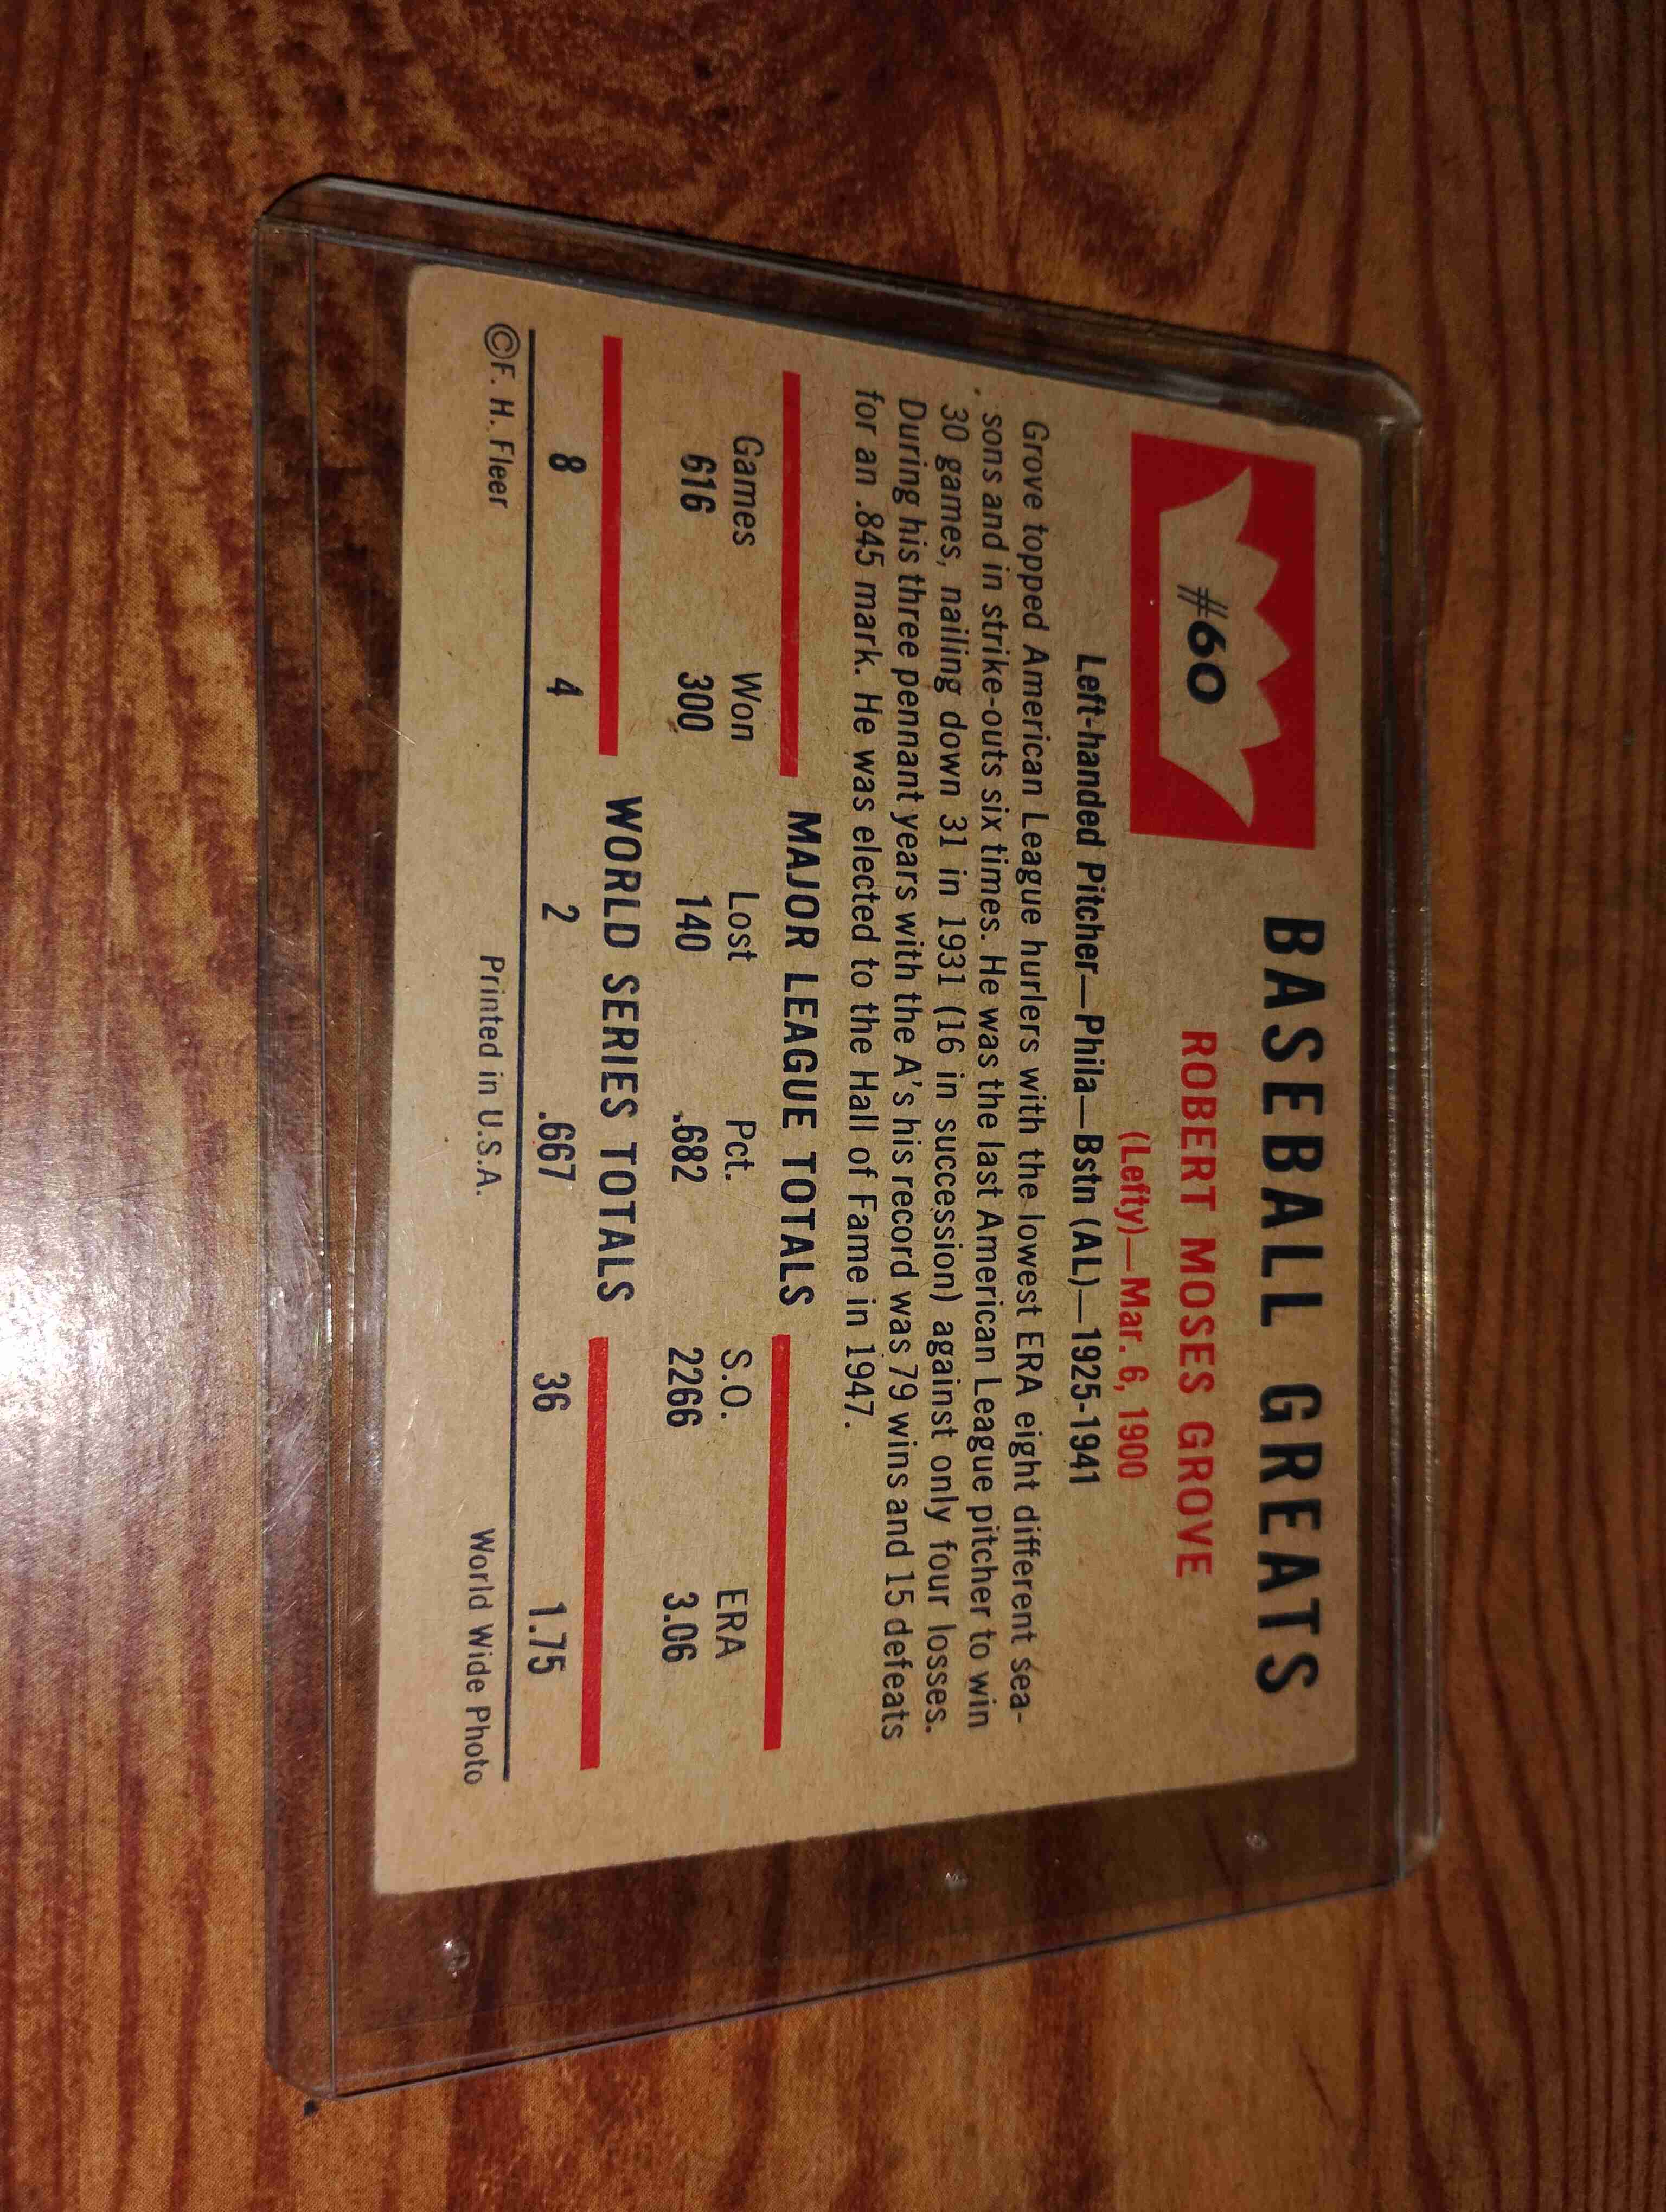 #60
BASEBALL GREATS
ROBERT MOSES GROVE
(Lefty)—Mar. 6, 1900
Left-handed Pitcher—Phila—Bstn (AL)—1925-1941
Grove topped American League hurlers with the lowest ERA eight different sea-
sons and in strike-outs six times. He was the last American League pitcher to win
30 games, nailing down 31 in 1931 (16 in succession) against only four losses.
During his three pennant years with the A's his record was 79 wins and 15 defeats
for an .845 mark. He was elected to the Hall of Fame in 1947.
MAJOR LEAGUE TOTALS
Games Won Lost Pct. S.O. ERA
616 300 140 .682 2266 3.06
WORLD SERIES TOTALS
8 4 2 .667 36 1.75
©F. H. Fleer Printed in U.S.A. World Wide Photo